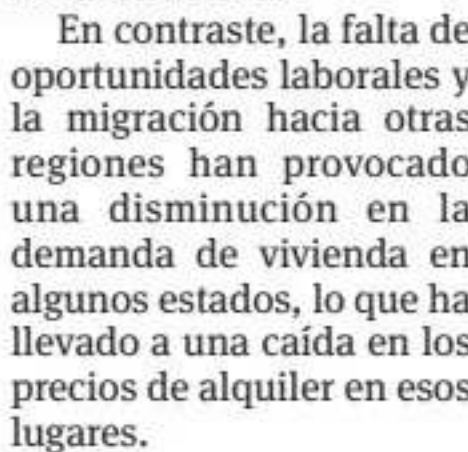 En contraste, la falta de
oportunidades laborales y
la migración hacia otras
regiones han provocado
una disminución en la
demanda de vivienda en
algunos estados, lo que ha
llevado a una caída en los
precios de alquiler en esos
lugares.